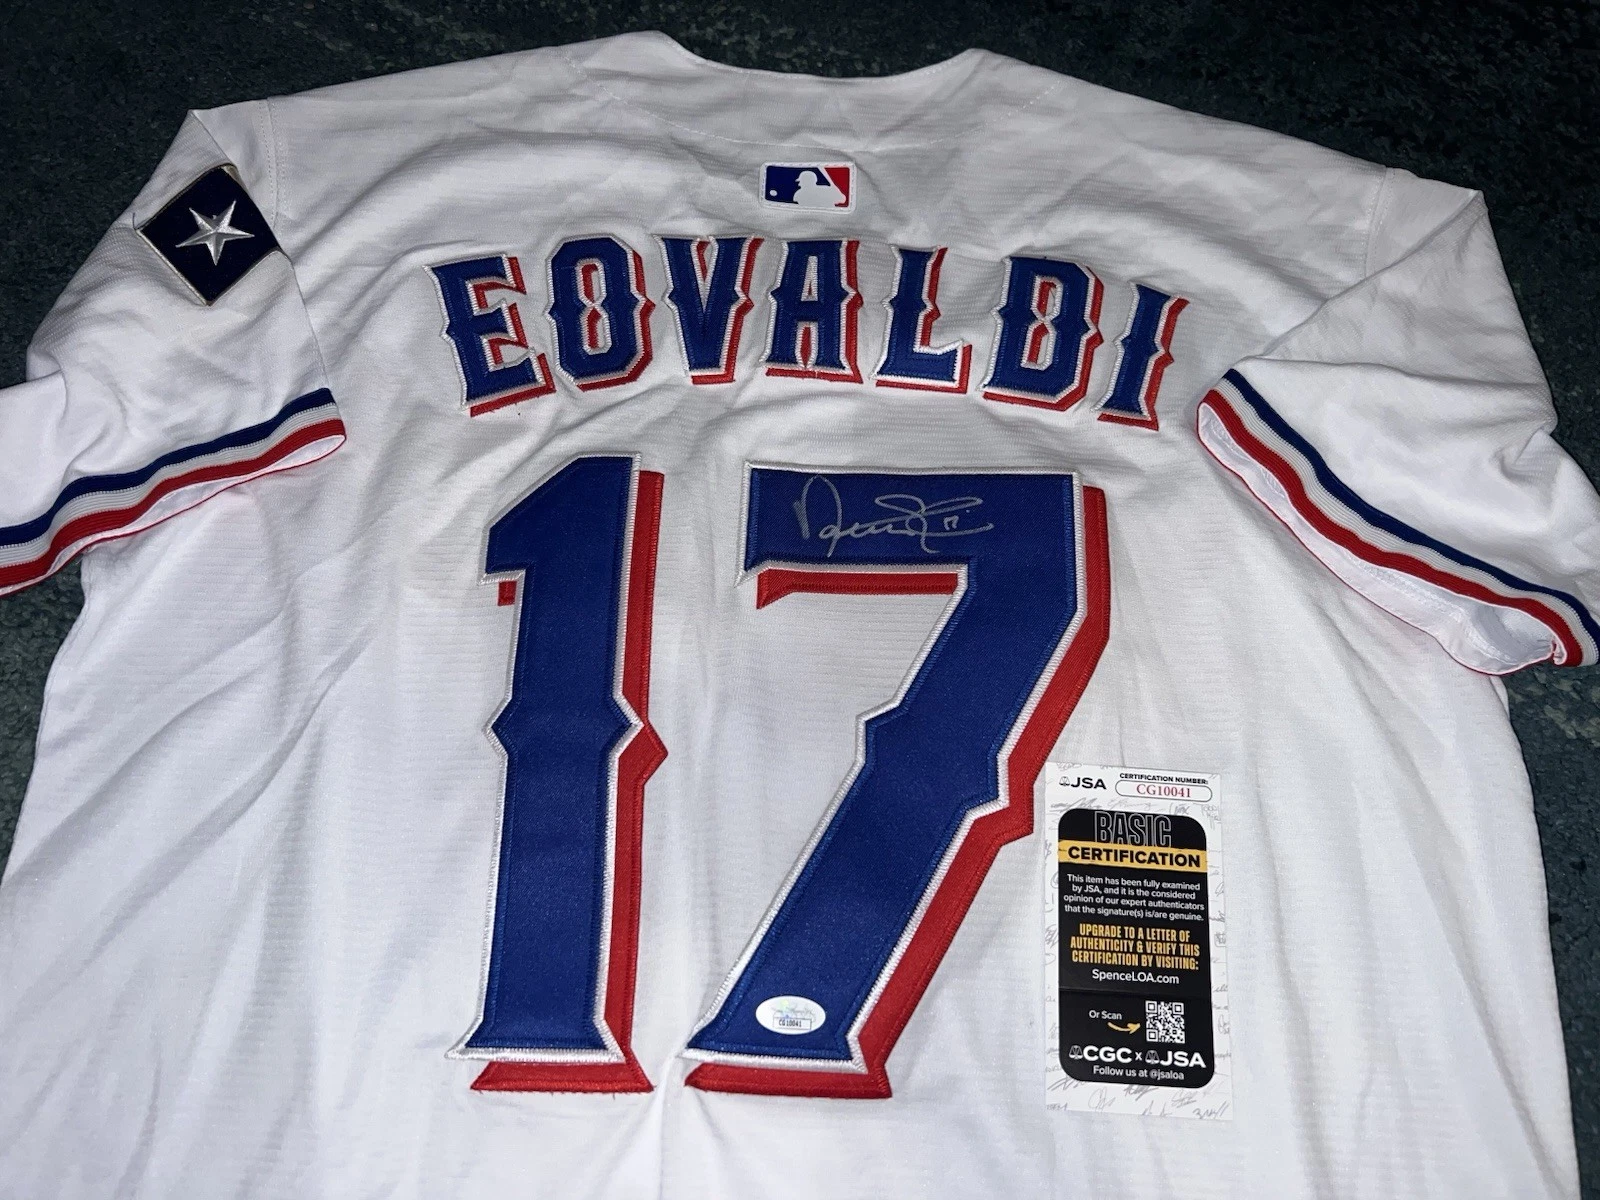 EOVALDI
17
17
JSA
CERTIFICATION NUMBER:
CG10041
BASIC
CERTIFICATION
This item has been fully examined
by JSA, and it is the considered
opinion of our expert authenticators
that the signature(s) is/are genuine.
UPGRADE TO A LETTER OF
AUTHENTICITY & VERIFY THIS
CERTIFICATION BY VISITING:
SpenceLOA.com
Or Scan
CGC x JSA
Follow us at @jsaloa
CG10041